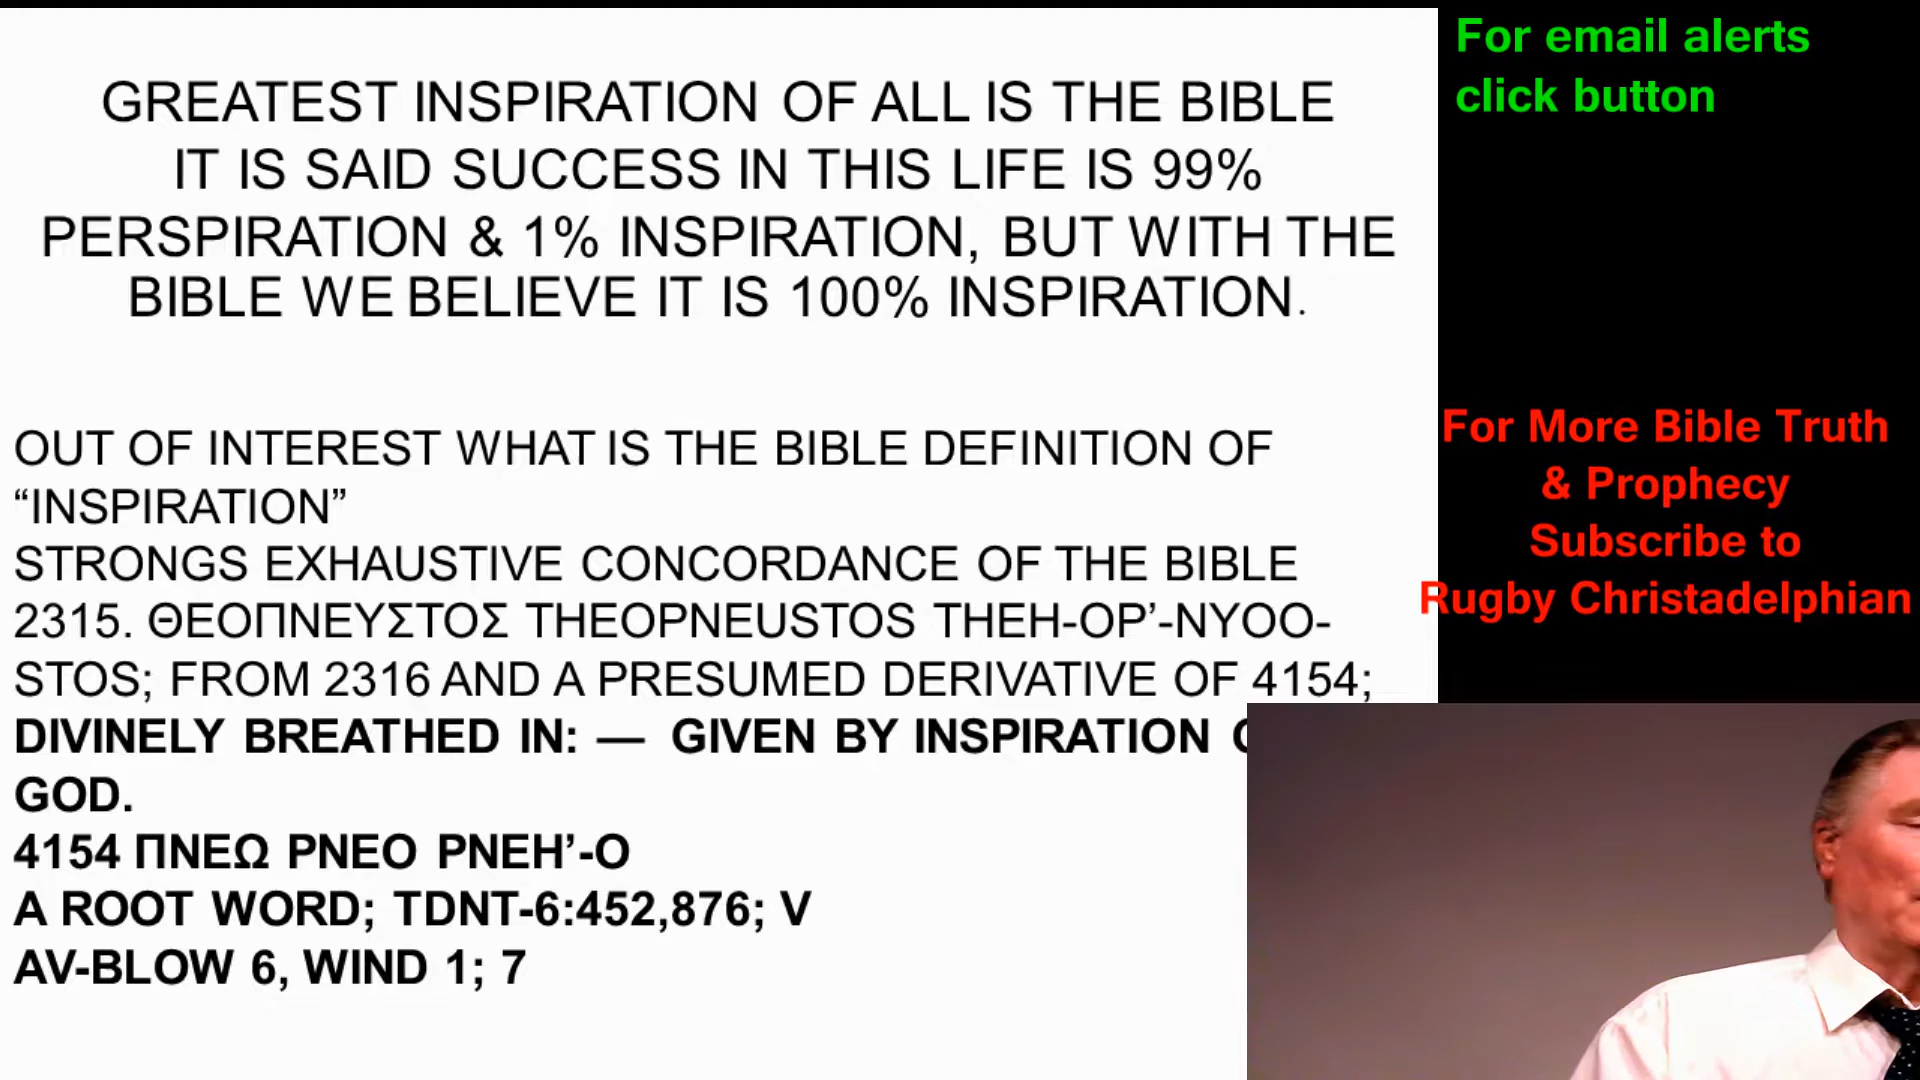 GREATEST INSPIRATION OF ALL IS THE BIBLE
IT IS SAID SUCCESS IN THIS LIFE IS 99%
PERSPIRATION & 1% INSPIRATION, BUT WITH THE
BIBLE WE BELIEVE IT IS 100% INSPIRATION.
OUT OF INTEREST WHAT IS THE BIBLE DEFINITION OF
“INSPIRATION”
STRONGS EXHAUSTIVE CONCORDANCE OF THE BIBLE
2315. ΘΕΟΠΝΕΥΣΤΟΣ THEOPNEUSTOS THEH-OP’-NYOO-
STOS; FROM 2316 AND A PRESUMED DERIVATIVE OF 4154;
DIVINELY BREATHED IN: — GIVEN BY INSPIRATION
GOD.
4154 ΠΝΕΩ PNEO PNEH’-O
A ROOT WORD; TDNT-6:452,876; V
AV-BLOW 6, WIND 1; 7
For email alerts
click button
For More Bible Truth
& Prophecy
Subscribe to
Rugby Christadelphian